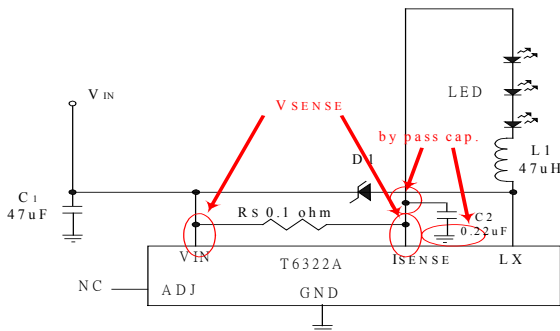 V IN
VSENSE
LED
by pass cap.
D1
L1
47uH
C1
47uF
RS 0.1 ohm
C2
0.22uF
VIN
T6322A
ISENSE
LX
NC
ADJ
GND